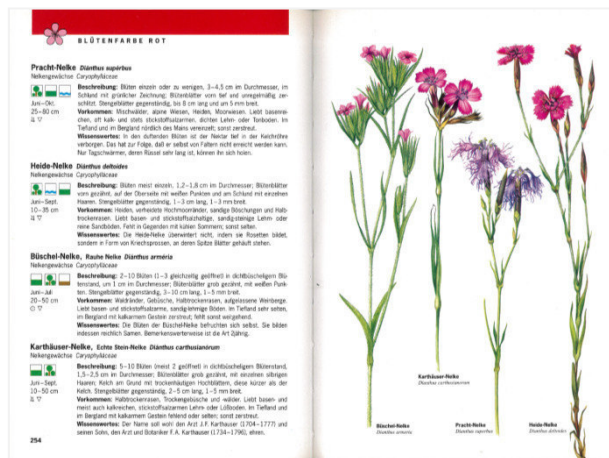 BLÜTENFARBE ROT
Pracht-Nelke Diánthus supérbus
Nelkengewächse Caryophylláceae
Beschreibung: Blüten einzeln oder zu wenigen, 3–4,5 cm im Durchmesser, im
Schlund mit grünlicher Zeichnung; Blütenblätter vorn tief und unregelmäßig zer-
schlitzt. Stengelblätter gegenständig, bis 8 cm lang und um 5 mm breit.
Juni–Okt.
25–80 cm
Vorkommen: Mischwälder, alpine Wiesen, Heides, Moorwiesen. Liebt basenrei-
chen, oft kalk- und stets stickstoffsalzarmen, dichten Lehm- oder Tonboden. Im
Tiefland und im Bergland nördlich des Mains vereinzelt; sonst zerstreut.
Wissenswertes: In den duftenden Blüten ist der Nektar tief in der Kelchröhre
verborgen. Das hat zur Folge, daß er selbst von Faltern nicht erreicht werden kann.
Nur Tagschwärmer, deren Rüssel sehr lang ist, können ihn sich holen.
Heide-Nelke Diánthus deltoídes
Nelkengewächse Caryophylláceae
Beschreibung: Blüten meist einzeln, 1,2–1,8 cm im Durchmesser; Blütenblätter
vorn gezähnt, auf der Oberseite mit weißen Punkten und am Schlund mit einzelnen
Haaren. Stengelblätter gegenständig, 1–3 cm lang, 1–3 mm breit.
Juni–Sept.
10–35 cm
Vorkommen: Heiden, verheidete Hochmoorränder, sandige Böschungen und Halb-
trockenrasen. Liebt basen- und stickstoffsalzhaltige, sandig-steinige Lehm- oder
reine Sandböden. Fehlt in Gegenden mit kühlen Sommern; sonst selten.
Wissenswertes: Die Heide-Nelke überwintert nicht, indem sie Rosetten bildet,
sondern in Form von Kriechsprossen, an deren Spitze Blätter gehäuft stehen.
Büschel-Nelke, Rauhe Nelke Diánthus arméria
Nelkengewächse Caryophylláceae
Beschreibung: 2–10 Blüten (1–3 gleichzeitig geöffnet) in dichtbüscheligem Blü-
tenstand, um 1 cm im Durchmesser; Blütenblätter grob gezähnt, mit weißen Punk-
ten. Stengelblätter gegenständig, 3–10 cm lang, 1–5 mm breit.
Juni–Juli
20–50 cm
Vorkommen: Waldränder, Gebüsche, Halbtrockenrasen, aufgelassene Weinberge.
Liebt basen- und stickstoffsalzarme, sandig-lehmige Böden. Im Tiefland sehr selten,
im Bergland mit kalkarmem Gestein zerstreut; fehlt sonst weitgehend.
Wissenswertes: Die Blüten der Büschel-Nelke befruchten sich selbst. Sie bilden
indessen reichlich Samen. Bemerkenswerterweise ist die Art 2jährig.
Karthäuser-Nelke, Echte Stein-Nelke Diánthus carthusianórum
Nelkengewächse Caryophylláceae
Beschreibung: 5–10 Blüten (meist 2 geöffnet) in dichtbüscheligem Blütenstand,
1,5–2,5 cm im Durchmesser; Blütenblätter grob gezähnt, mit einzelnen silbrigen
Haaren; Kelch am Grund mit trockenhäutigen Hochblättern, diese kürzer als der
Kelch. Stengelblätter gegenständig, 2–5 cm lang, 1–5 mm breit.
Juni–Sept.
10–50 cm
Vorkommen: Halbtrockenrasen, Trockengebüsche und -wälder. Liebt basen- und
meist auch kalkreichen, stickstoffsalzarmen Lehm- oder Lößboden. Im Tiefland und
im Bergland mit kalkarmem Gestein fehlend oder selten; sonst zerstreut.
Wissenswertes: Der Name soll wohl den Arzt J.F. Karthauser (1704–1777) und
seinen Sohn, den Arzt und Botaniker F.A. Karthauser (1734–1796), ehren.
254
Karthäuser-Nelke
Dianthus carthusianorum
Büschel-Nelke
Dianthus armeria
Pracht-Nelke
Dianthus superbus
Heide-Nelke
Dianthus deltoides